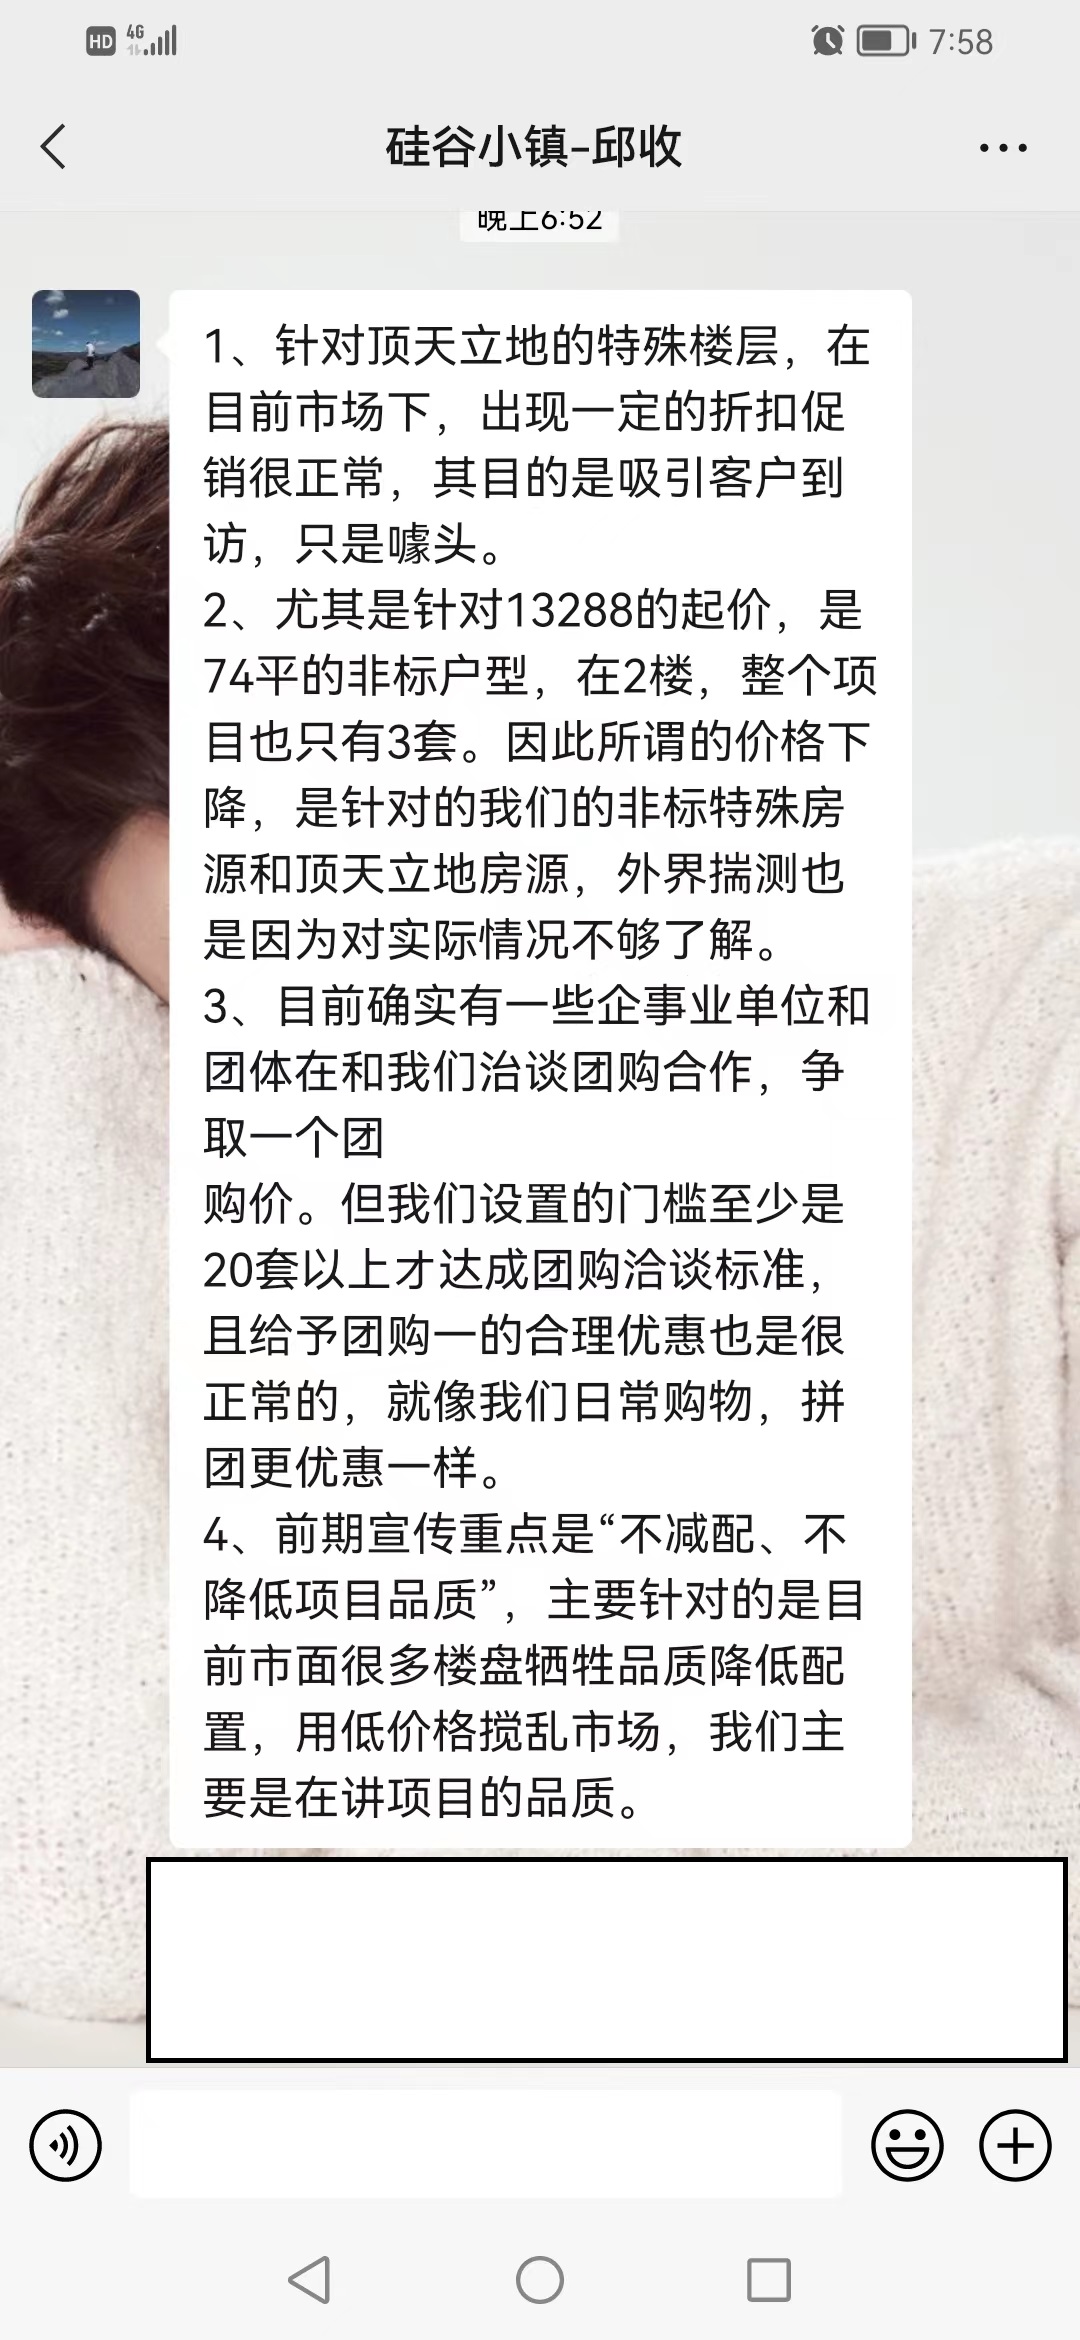 HD 4G 7:58
硅谷小镇-邱收
晚上6:52
1、针对顶天立地的特殊楼层，在
目前市场下，出现一定的折扣促
销很正常，其目的是吸引客户到
访，只是噱头。
2、尤其是针对13288的起价，是
74平的非标户型，在2楼，整个项
目也只有3套。因此所谓的价格下
降，是针对的我们的非标特殊房
源和顶天立地房源，外界揣测也
是因为对实际情况不够了解。
3、目前确实有一些企事业单位和
团体在和我们治谈团购合作，争
取一个团
购价。但我们设置的门槛至少是
20套以上才达成团购洽谈标准，
且给予团购一的合理优惠也是很
正常的，就像我们日常购物，拼
团更优惠一样。
4、前期宣传重点是“不减配、不
降低项目品质”，主要针对的是目
前市面很多楼盘牺牲品质降低配
置，用低价格搅乱市场，我们主
要是在讲项目的品质。